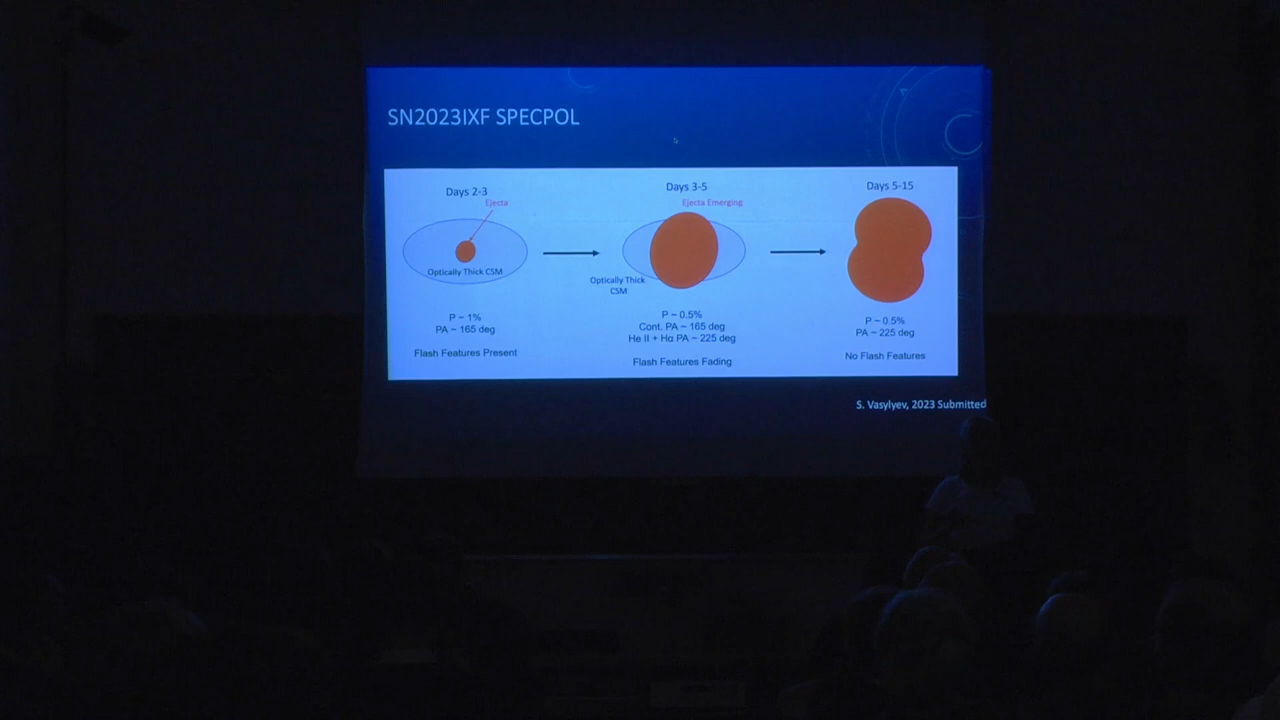 SN2023IXF SPECPOL
Days 2-3
Ejecta
Optically Thick CSM
P ~ 1%
PA ~ 165 deg
Flash Features Present
Days 3-5
Ejecta Emerging
Optically Thick
CSM
P ~ 0.5%
Cont. PA ~ 165 deg
He II + Hα PA ~ 225 deg
Flash Features Fading
Days 5-15
P ~ 0.5%
PA ~ 225 deg
No Flash Features
S. Vasylyev, 2023 Submitted